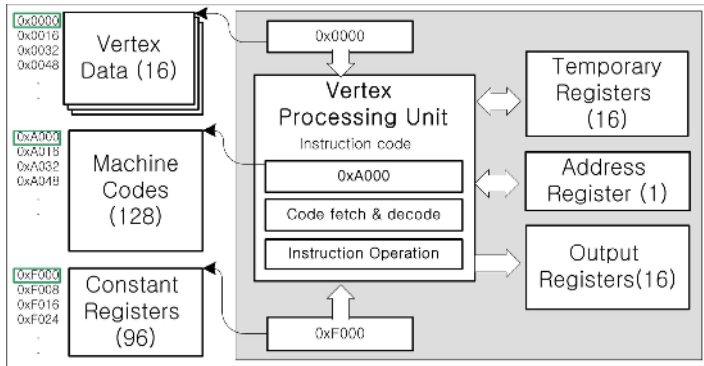 0x0000
0x0016
0x0032
0x0048
.
.
Vertex
Data (16)
0xA000
0xA016
0xA032
0xA048
.
.
Machine
Codes
(128)
0xF000
0xF008
0xF016
0xF024
.
.
Constant
Registers
(96)
0x0000
Vertex
Processing Unit
Instruction code
0xA000
Code fetch & decode
Instruction Operation
0xF000
Temporary
Registers
(16)
Address
Register (1)
Output
Registers(16)